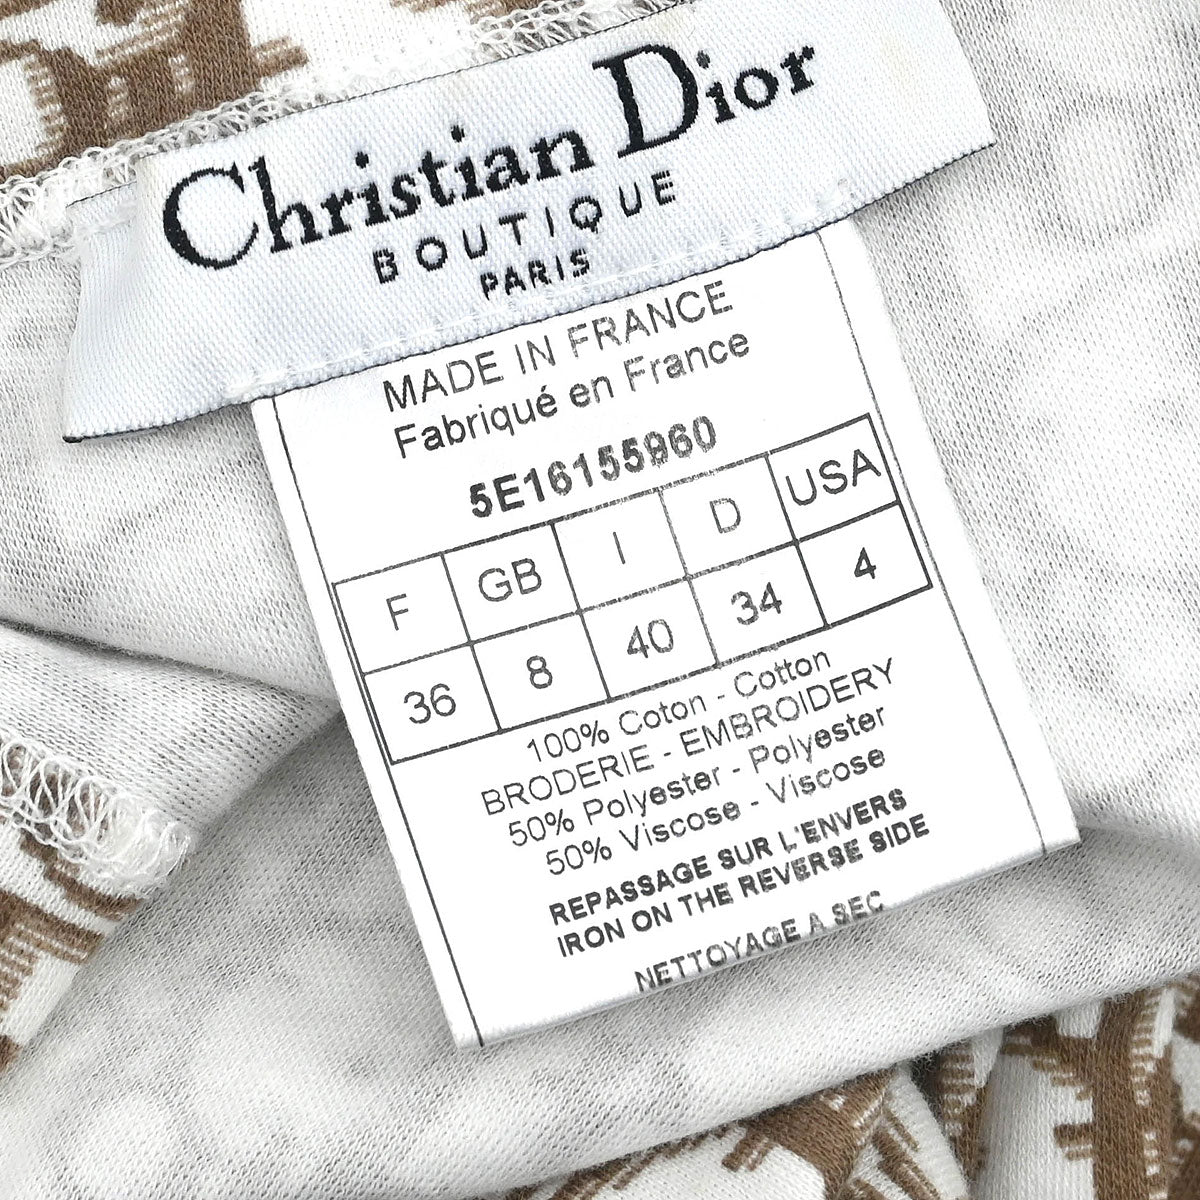 Christian Dior
BOUTIQUE
PARIS
MADE IN FRANCE
Fabriqué en France
5E16155960
F GB I D USA
36 8 40 34 4
100% Coton - Cotton
BRODERIE - EMBROIDERY
50% Polyester - Polyester
50% Viscose - Viscose
REPASSAGE SUR L'ENVERS
IRON ON THE REVERSE SIDE
NETTOYAGE A SEC